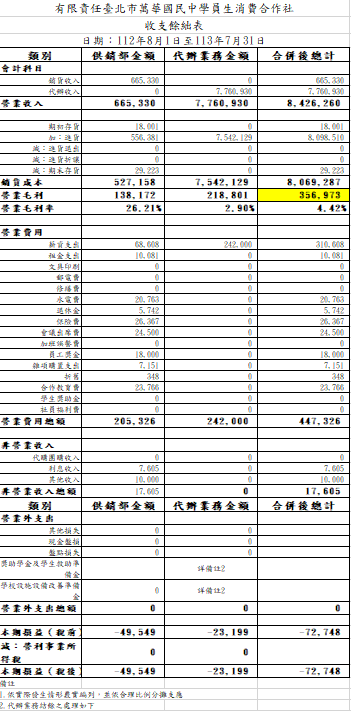 有限責任臺北市萬華國民中學員生消費合作社
收支餘絀表
日期：112年8月1日至113年7月31日
類別 供銷部金額 代辦業務金額 合併後總計
會計科目
銷貨收入 665,330 0 665,330
代辦收入 0 7,760,930 7,760,930
營業收入 665,330 7,760,930 8,426,260
期初存貨 18,001 0 18,001
加：進貨 556,381 7,542,129 8,098,510
減：進貨退出 0 0 0
減：進貨折讓 0 0 0
減：期末存貨 29,223 0 29,223
銷貨成本 527,158 7,542,129 8,069,287
營業毛利 138,172 218,801 356,973
營業毛利率 26.21% 2.90% 4.42%
營業費用
薪資支出 68,608 242,000 310,608
租金支出 10,081 0 10,081
文具印刷 0 0 0
郵電費 0 0 0
修繕費 0 0 0
水電費 20,763 0 20,763
退休金 5,742 0 5,742
保險費 26,367 0 26,367
會議出席費 24,500 0 24,500
加班誤餐費 0 0 0
員工獎金 18,000 0 18,000
雜項購置支出 7,151 0 7,151
折舊 348 0 348
合作教育費 23,766 0 23,766
學生獎助金 0 0 0
社員福利費 0 0 0
營業費用總額 205,326 242,000 447,326
非營業收入
代購團購收入 0 0 0
利息收入 7,605 0 7,605
其他收入 10,000 0 10,000
非營業收入總額 17,605 0 17,605
類別 供銷部金額 代辦業務金額 合併後總計
營業外支出
其他損失 0 0 0
現金盤損 0 0 0
盤點損失 0 0 0
獎助學金及學生救助準備金 詳備註2
學校設施設備改善準備金 0 詳備註2
營業外支出總額 0 0 0
本期損益（稅前） -49,549 -23,199 -72,748
減：營利事業所得稅 0 0
本期損益（稅後） -49,549 -23,199 -72,748
備註
1.依實際發生情形覈實編列，並依合理比例分攤支應
2.代辦業務結餘之處理如下